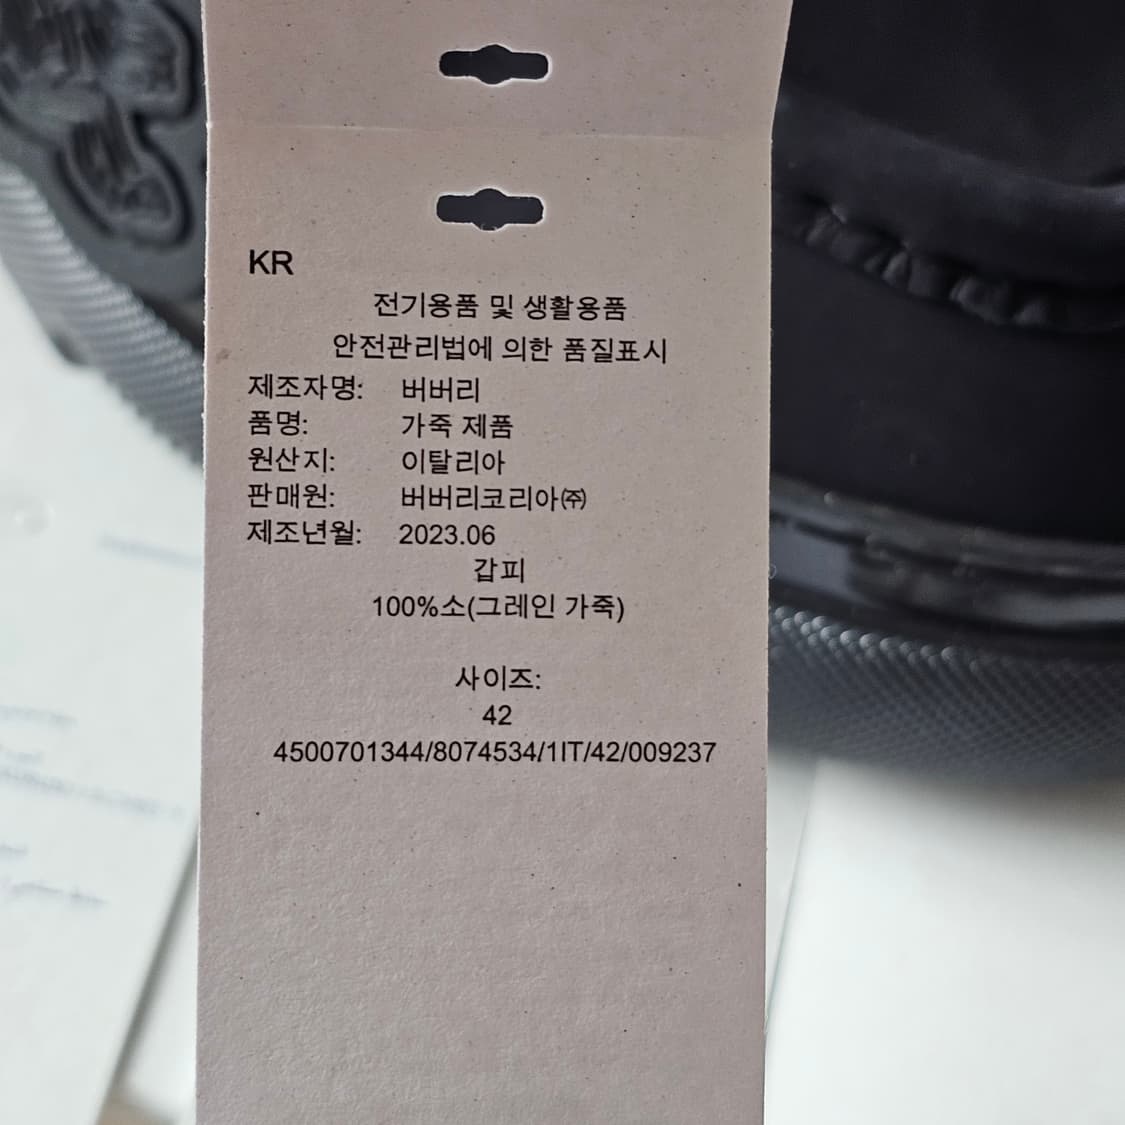 KR
전기용품 및 생활용품
안전관리법에 의한 품질표시
제조자명: 버버리
품명: 가죽 제품
원산지: 이탈리아
판매원: 버버리코리아㈜
제조년월: 2023.06
갑피
100%소(그레인 가죽)
사이즈:
42
4500701344/8074534/1IT/42/009237